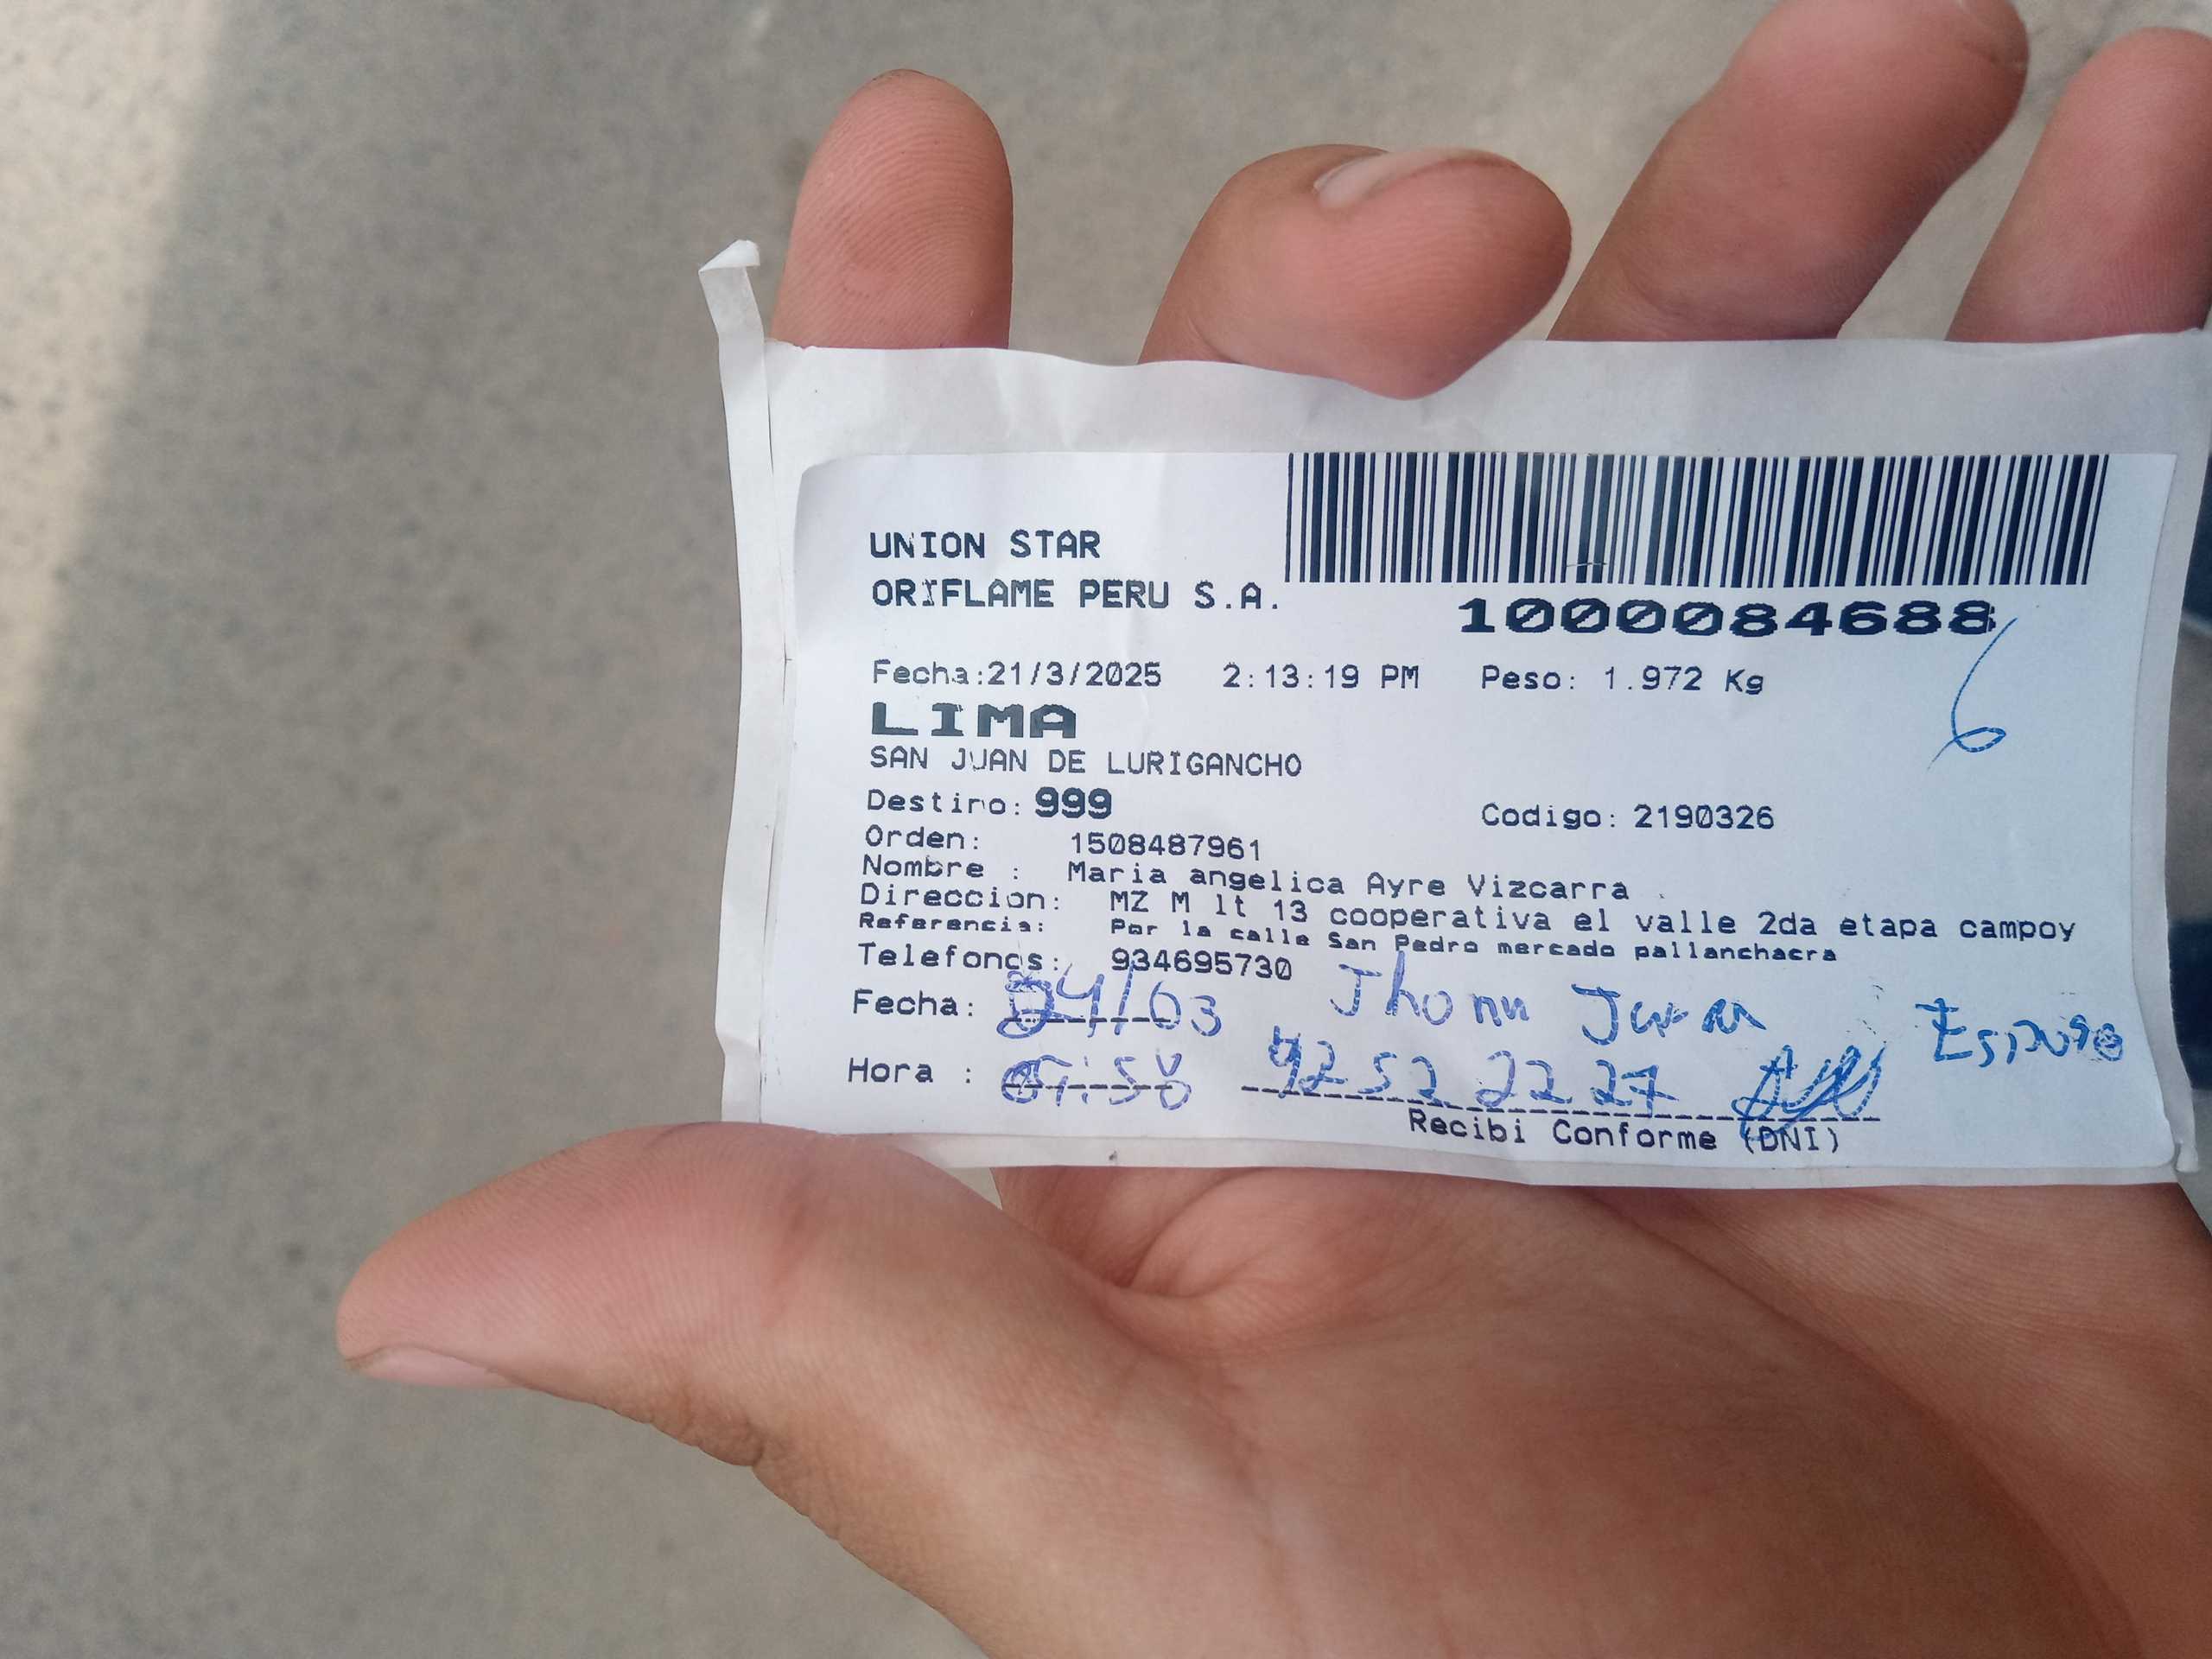 UNION STAR
ORIFLAME PERU S.A.
1000084688
Fecha:21/3/2025 2:13:19 PM Peso: 1.972 Kg
6
LIMA
SAN JUAN DE LURIGANCHO
Destino: 999 Codigo: 2190326
Orden: 1508487961
Nombre : Maria angelica Ayre Vizcarra
Direccion: MZ M lt 13 cooperativa el valle 2da etapa campoy
Referencia: Por la calle San Pedro mercado pallanchacra
Telefonos: 934695730
Fecha: 24/03 Jhonn
Hora : 42522227
Recibi Conforme (DNI)